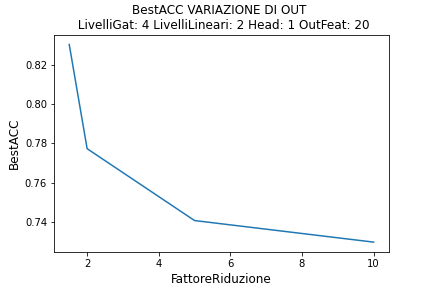 BestACC VARIAZIONE DI OUT
LivelliGat: 4 LivelliLineari: 2 Head: 1 OutFeat: 20
BestACC
0.82
0.80
0.78
0.76
0.74
2 4 6 8 10
FattoreRiduzione